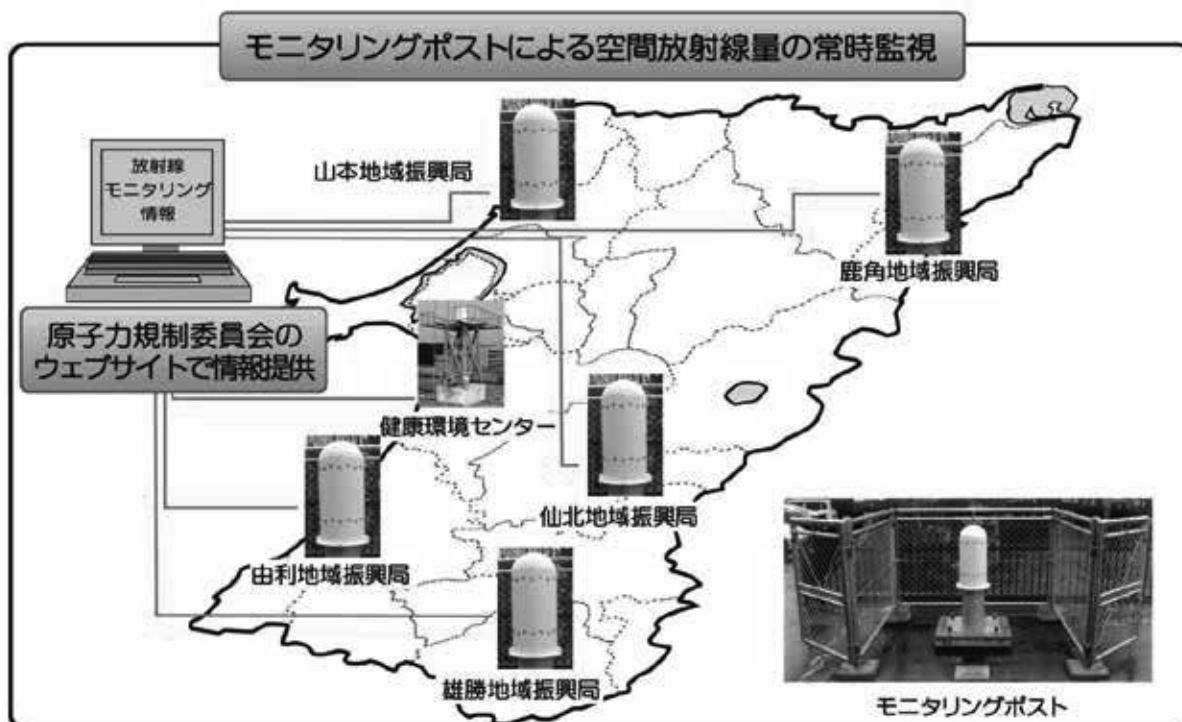 モニタリングポストによる空間放射線量の常時監視
放射線
モニタリング
情報
山本地域振興局
鹿角地域振興局
原子力規制委員会の
ウェブサイトで情報提供
健康環境センター
仙北地域振興局
由利地域振興局
雄勝地域振興局
モニタリングポスト